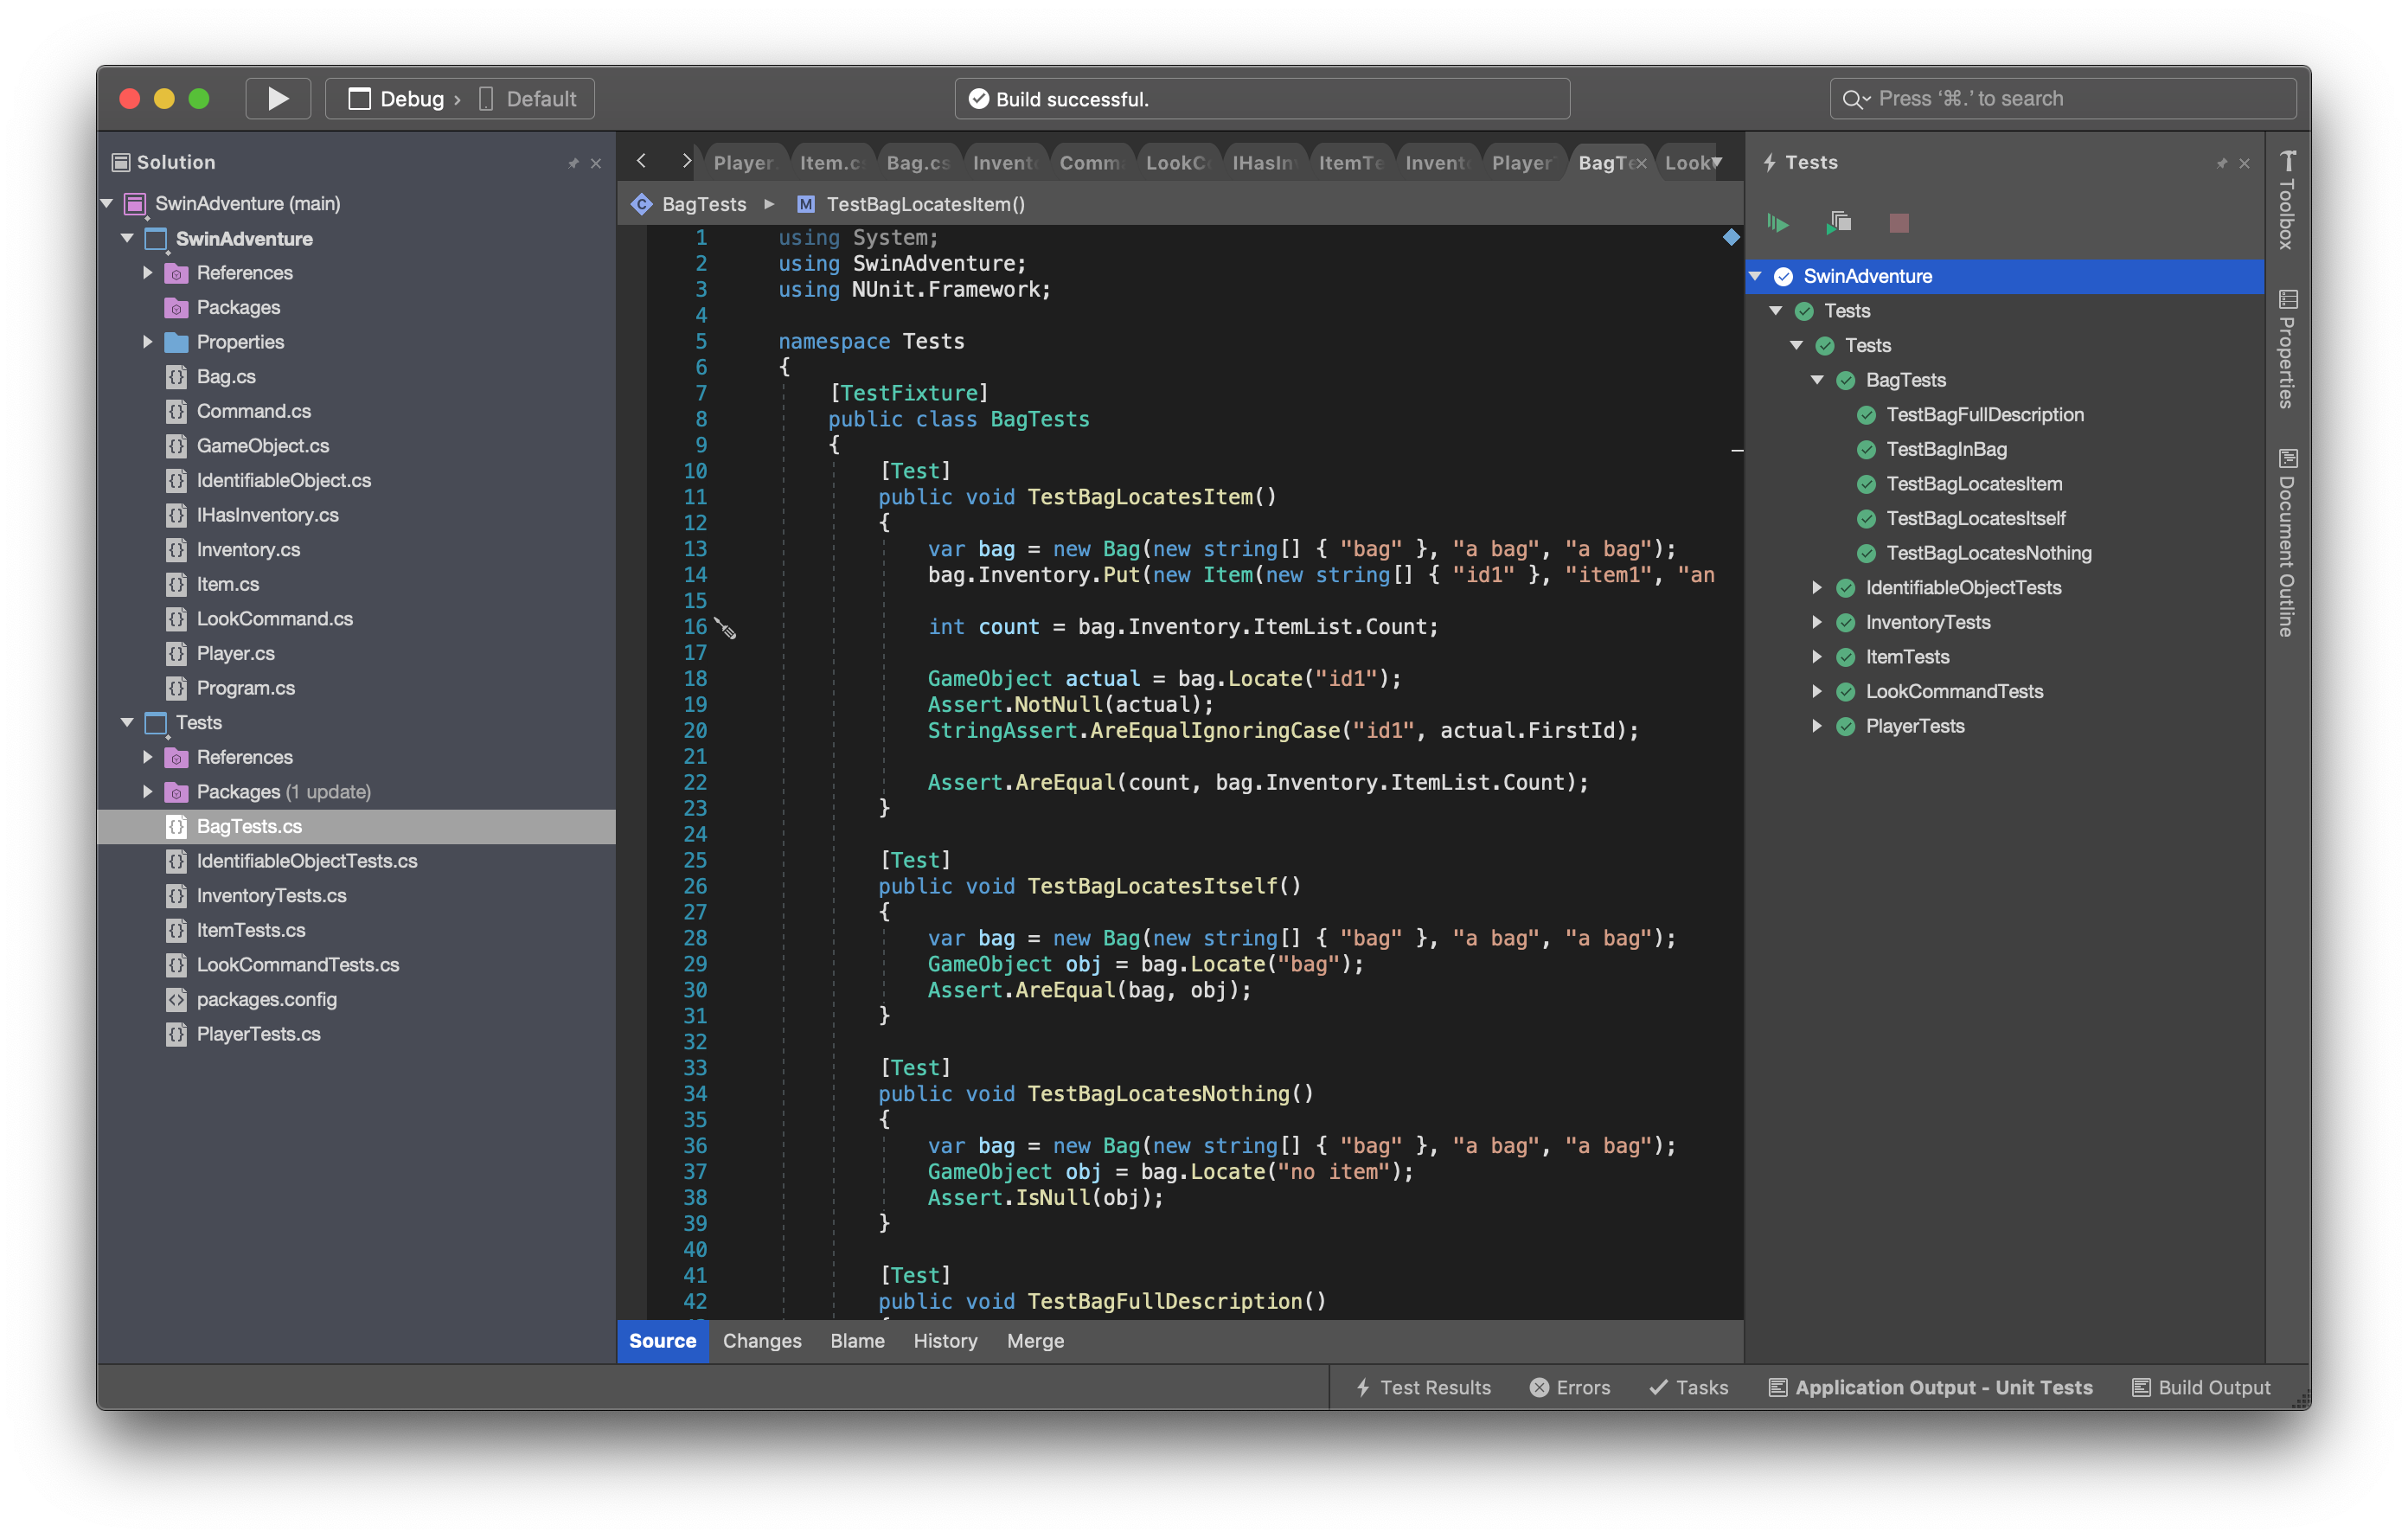 Debug › Default
Build successful.
Press ‘⌘.’ to search
Solution
SwinAdventure (main)
SwinAdventure
References
Packages
Properties
Bag.cs
Command.cs
GameObject.cs
IdentifiableObject.cs
IHasInventory.cs
Inventory.cs
Item.cs
LookCommand.cs
Player.cs
Program.cs
Tests
References
Packages (1 update)
BagTests.cs
IdentifiableObjectTests.cs
InventoryTests.cs
ItemTests.cs
LookCommandTests.cs
packages.config
PlayerTests.cs
Player Item.c Bag.cs Invent Comm LookC IHasIn ItemTe Invent Player BagTe Look
BagTests ▸ M TestBagLocatesItem()
1 using System;
2 using SwinAdventure;
3 using NUnit.Framework;
4
5 namespace Tests
6 {
7 [TestFixture]
8 public class BagTests
9 {
10 [Test]
11 public void TestBagLocatesItem()
12 {
13 var bag = new Bag(new string[] { "bag" }, "a bag", "a bag");
14 bag.Inventory.Put(new Item(new string[] { "id1" }, "item1", "an
15
16 int count = bag.Inventory.ItemList.Count;
17
18 GameObject actual = bag.Locate("id1");
19 Assert.NotNull(actual);
20 StringAssert.AreEqualIgnoringCase("id1", actual.FirstId);
21
22 Assert.AreEqual(count, bag.Inventory.ItemList.Count);
23 }
24
25 [Test]
26 public void TestBagLocatesItself()
27 {
28 var bag = new Bag(new string[] { "bag" }, "a bag", "a bag");
29 GameObject obj = bag.Locate("bag");
30 Assert.AreEqual(bag, obj);
31 }
32
33 [Test]
34 public void TestBagLocatesNothing()
35 {
36 var bag = new Bag(new string[] { "bag" }, "a bag", "a bag");
37 GameObject obj = bag.Locate("no item");
38 Assert.IsNull(obj);
39 }
40
41 [Test]
42 public void TestBagFullDescription()
Source Changes Blame History Merge
Tests
SwinAdventure
Tests
Tests
BagTests
TestBagFullDescription
TestBagInBag
TestBagLocatesItem
TestBagLocatesItself
TestBagLocatesNothing
IdentifiableObjectTests
InventoryTests
ItemTests
LookCommandTests
PlayerTests
Toolbox
Properties
Document Outline
Test Results Errors Tasks Application Output - Unit Tests Build Output